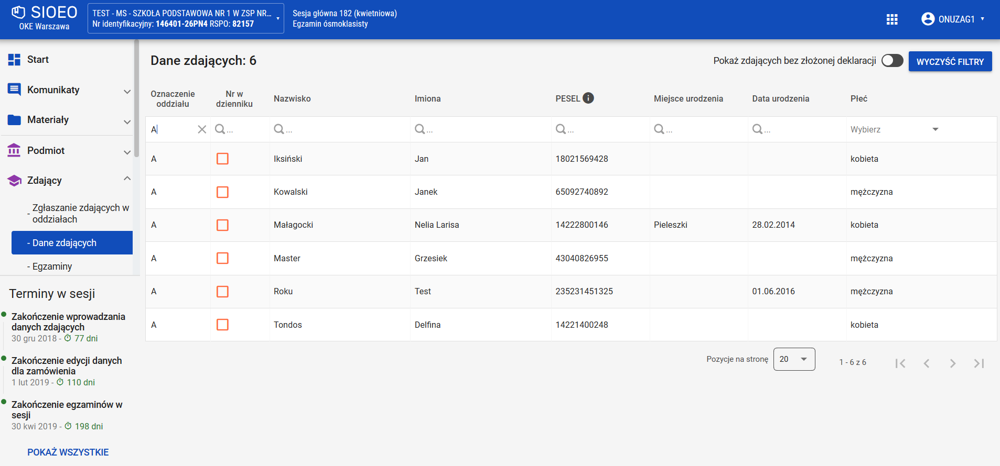 SIOEO
OKE Warszawa
TEST - MS - SZKOŁA PODSTAWOWA NR 1 W ZSP NR...
Nr identyfikacyjny: 146401-26PN4 RSPO: 82157
Sesja główna 182 (kwietniowa)
Egzamin ósmoklasisty
ONUZAG1
Start
Komunikaty
Materiały
Podmiot
Zdający
- Zgłaszanie zdających w
oddziałach
- Dane zdających
- Egzaminy
Terminy w sesji
Zakończenie wprowadzania
danych zdających
30 gru 2018 - 77 dni
Zakończenie edycji danych
dla zamówienia
1 lut 2019 - 110 dni
Zakończenie egzaminów w
sesji
30 kwi 2019 - 198 dni
POKAŻ WSZYSTKIE
Dane zdających: 6
Pokaż zdających bez złożonej deklaracji
WYCZYŚĆ FILTRY
Oznaczenie oddziału Nr w dzienniku Nazwisko Imiona PESEL i Miejsce urodzenia Data urodzenia Płeć
A ... ... ... ... ... ... Wybierz
A Iksiński Jan 18021569428 kobieta
A Kowalski Janek 65092740892 mężczyzna
A Małagocki Nelia Larisa 14222800146 Pieleszki 28.02.2014 kobieta
A Master Grzesiek 43040826955 mężczyzna
A Roku Test 235231451325 01.06.2016 mężczyzna
A Tondos Delfina 14221400248 kobieta
Pozycje na stronę 20 1 - 6 z 6